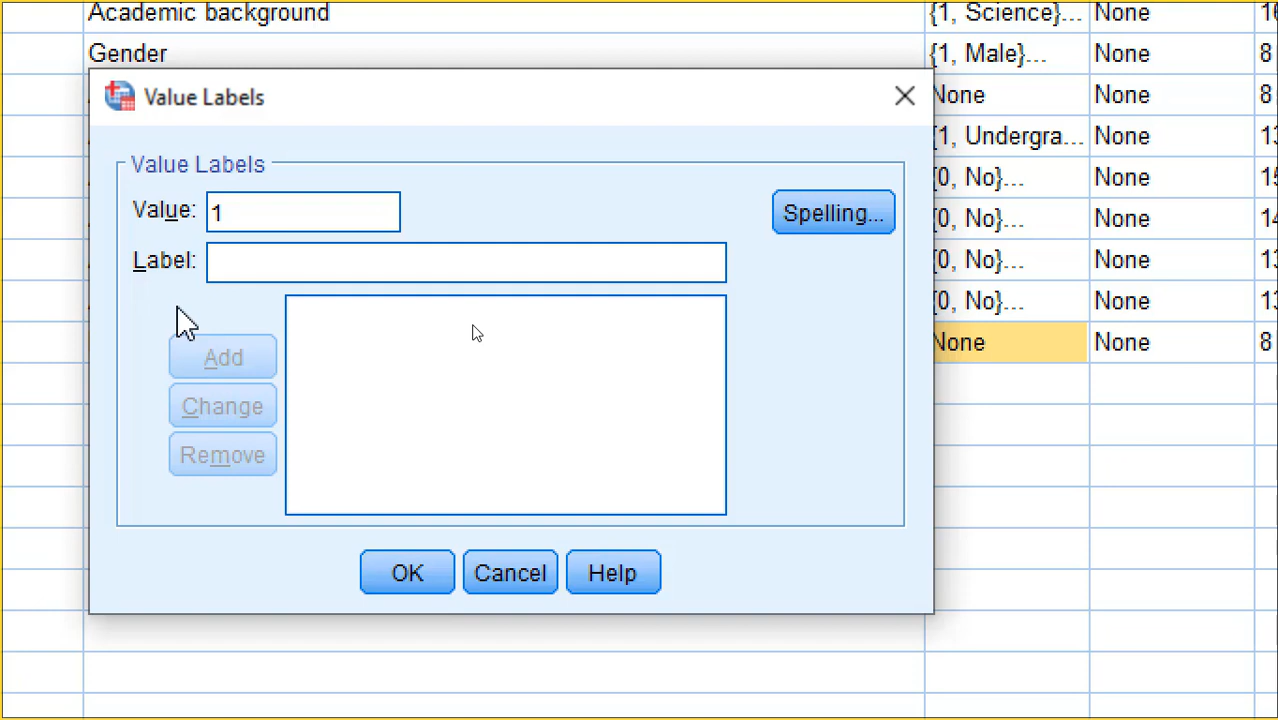 Academic background {1, Science}... None
Gender {1, Male}... None 8
Value Labels
None None 8
{1, Undergra... None
Value Labels
{0, No}... None
Value: 1
Spelling...
{0, No}... None
Label:
{0, No}... None
{0, No}... None
None None 8
Add
Change
Remove
OK Cancel Help